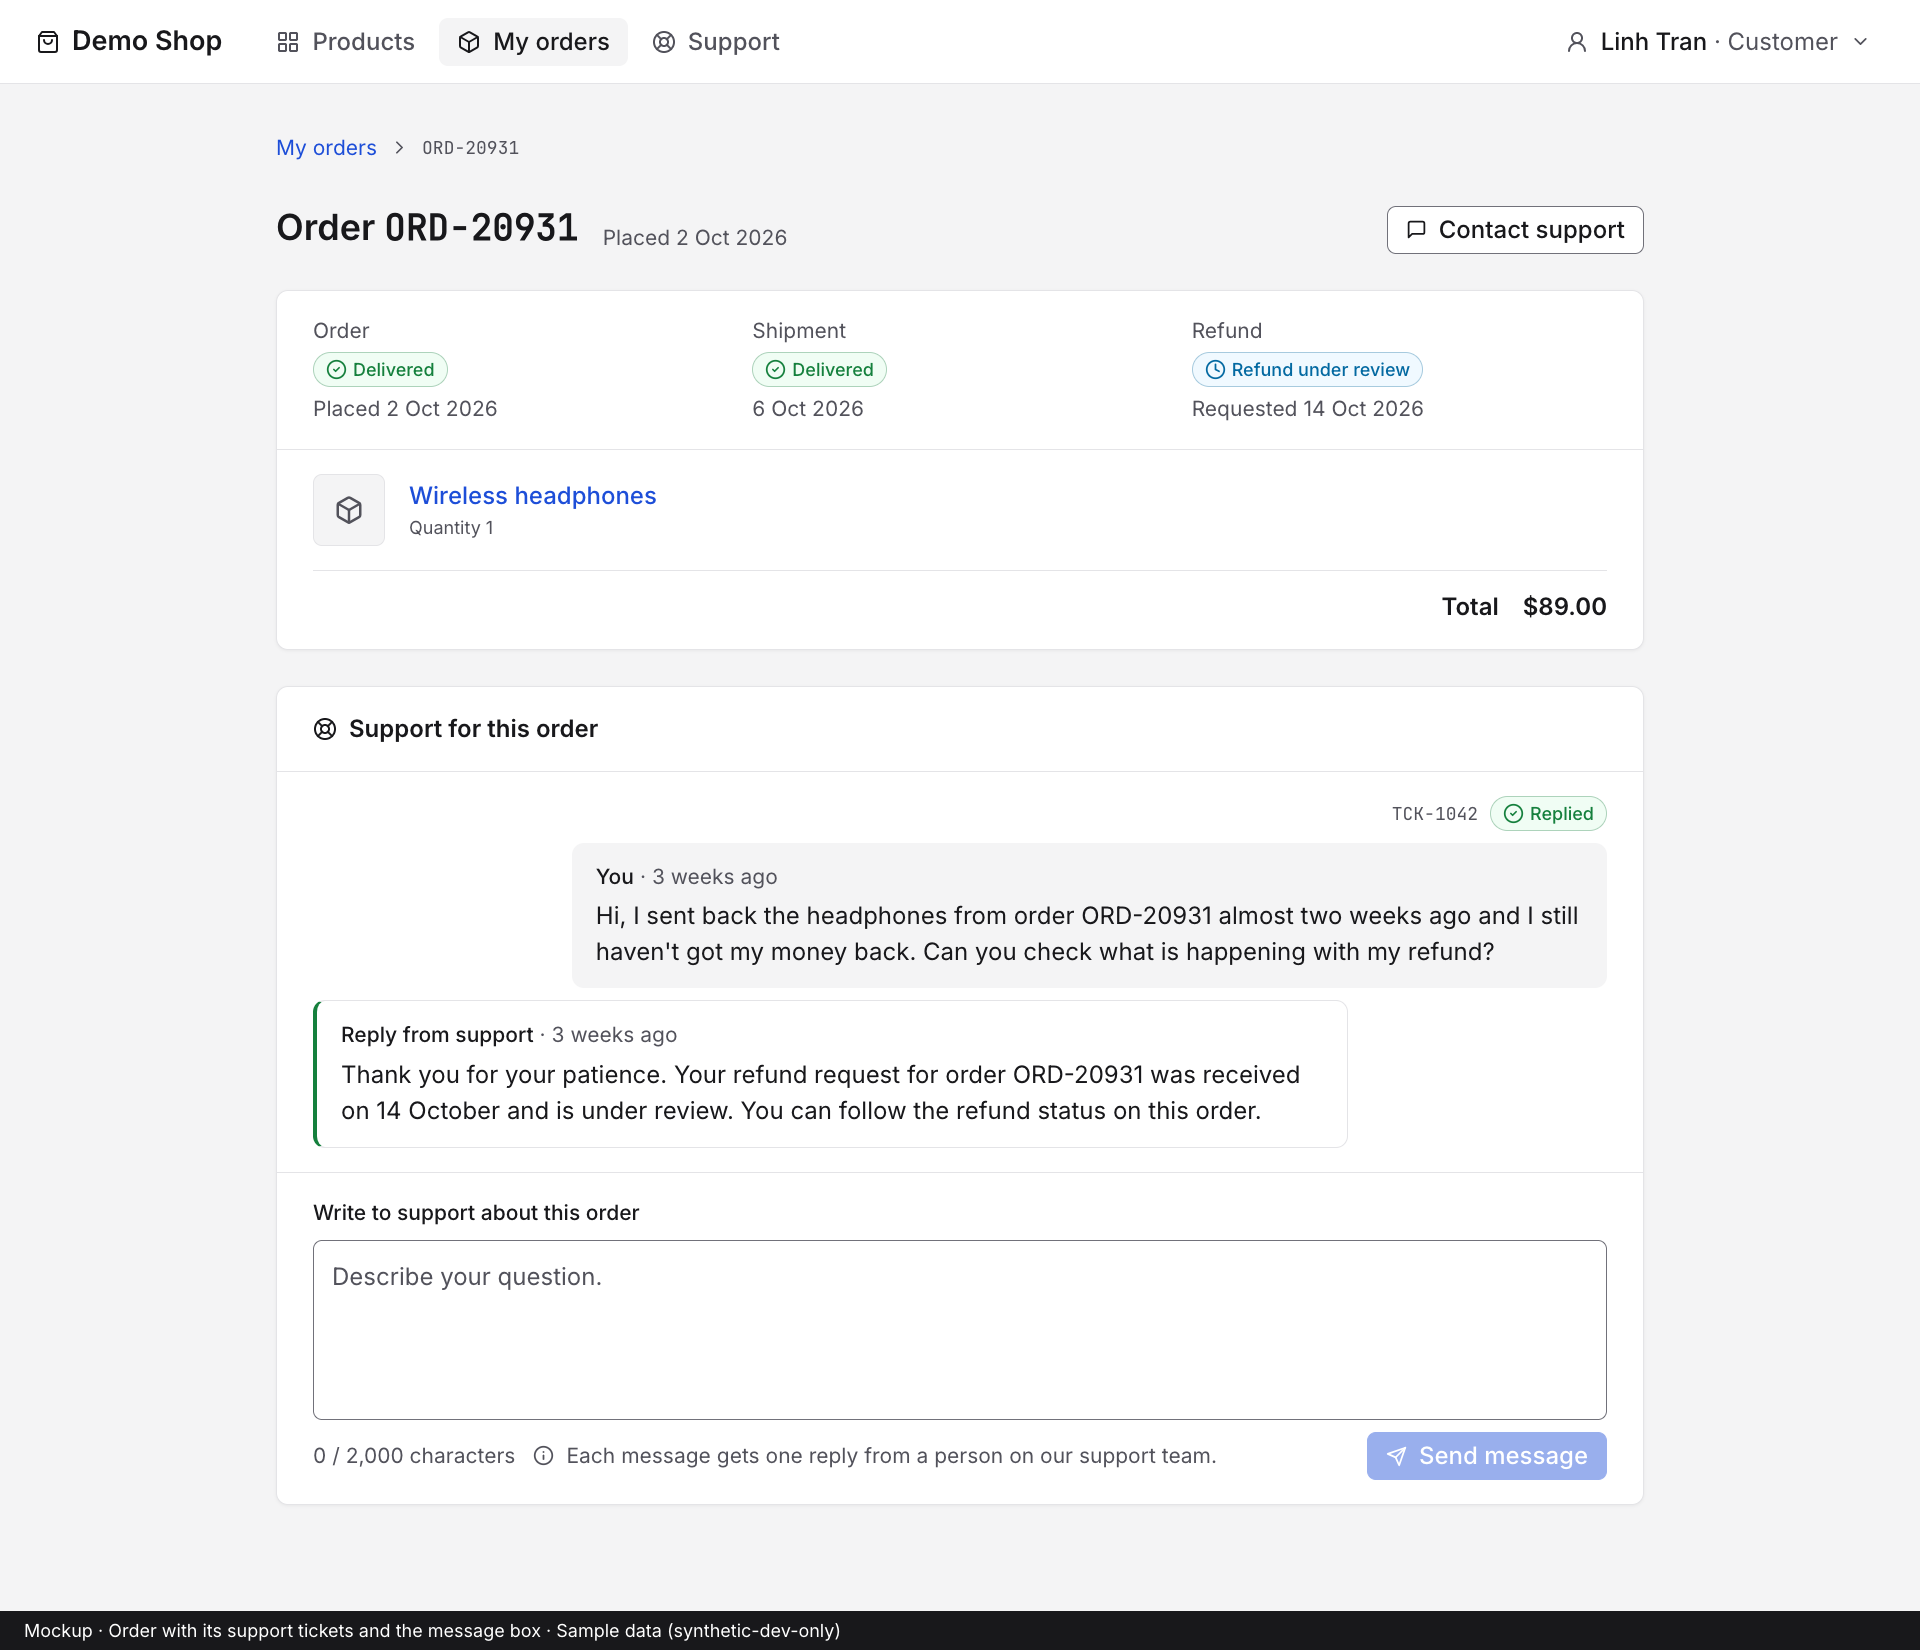 Demo Shop
Products
My orders
Support
Linh Tran · Customer
My orders
ORD-20931
Order ORD-20931
Placed 2 Oct 2026
Contact support
Order
Shipment
Refund
Delivered
Delivered
Refund under review
Placed 2 Oct 2026
6 Oct 2026
Requested 14 Oct 2026
Wireless headphones
Quantity 1
Total $89.00
Support for this order
TCK-1042
Replied
You · 3 weeks ago
Hi, I sent back the headphones from order ORD-20931 almost two weeks ago and I still
haven't got my money back. Can you check what is happening with my refund?
Reply from support · 3 weeks ago
Thank you for your patience. Your refund request for order ORD-20931 was received
on 14 October and is under review. You can follow the refund status on this order.
Write to support about this order
Describe your question.
0 / 2,000 characters
Each message gets one reply from a person on our support team.
Send message
Mockup · Order with its support tickets and the message box · Sample data (synthetic-dev-only)